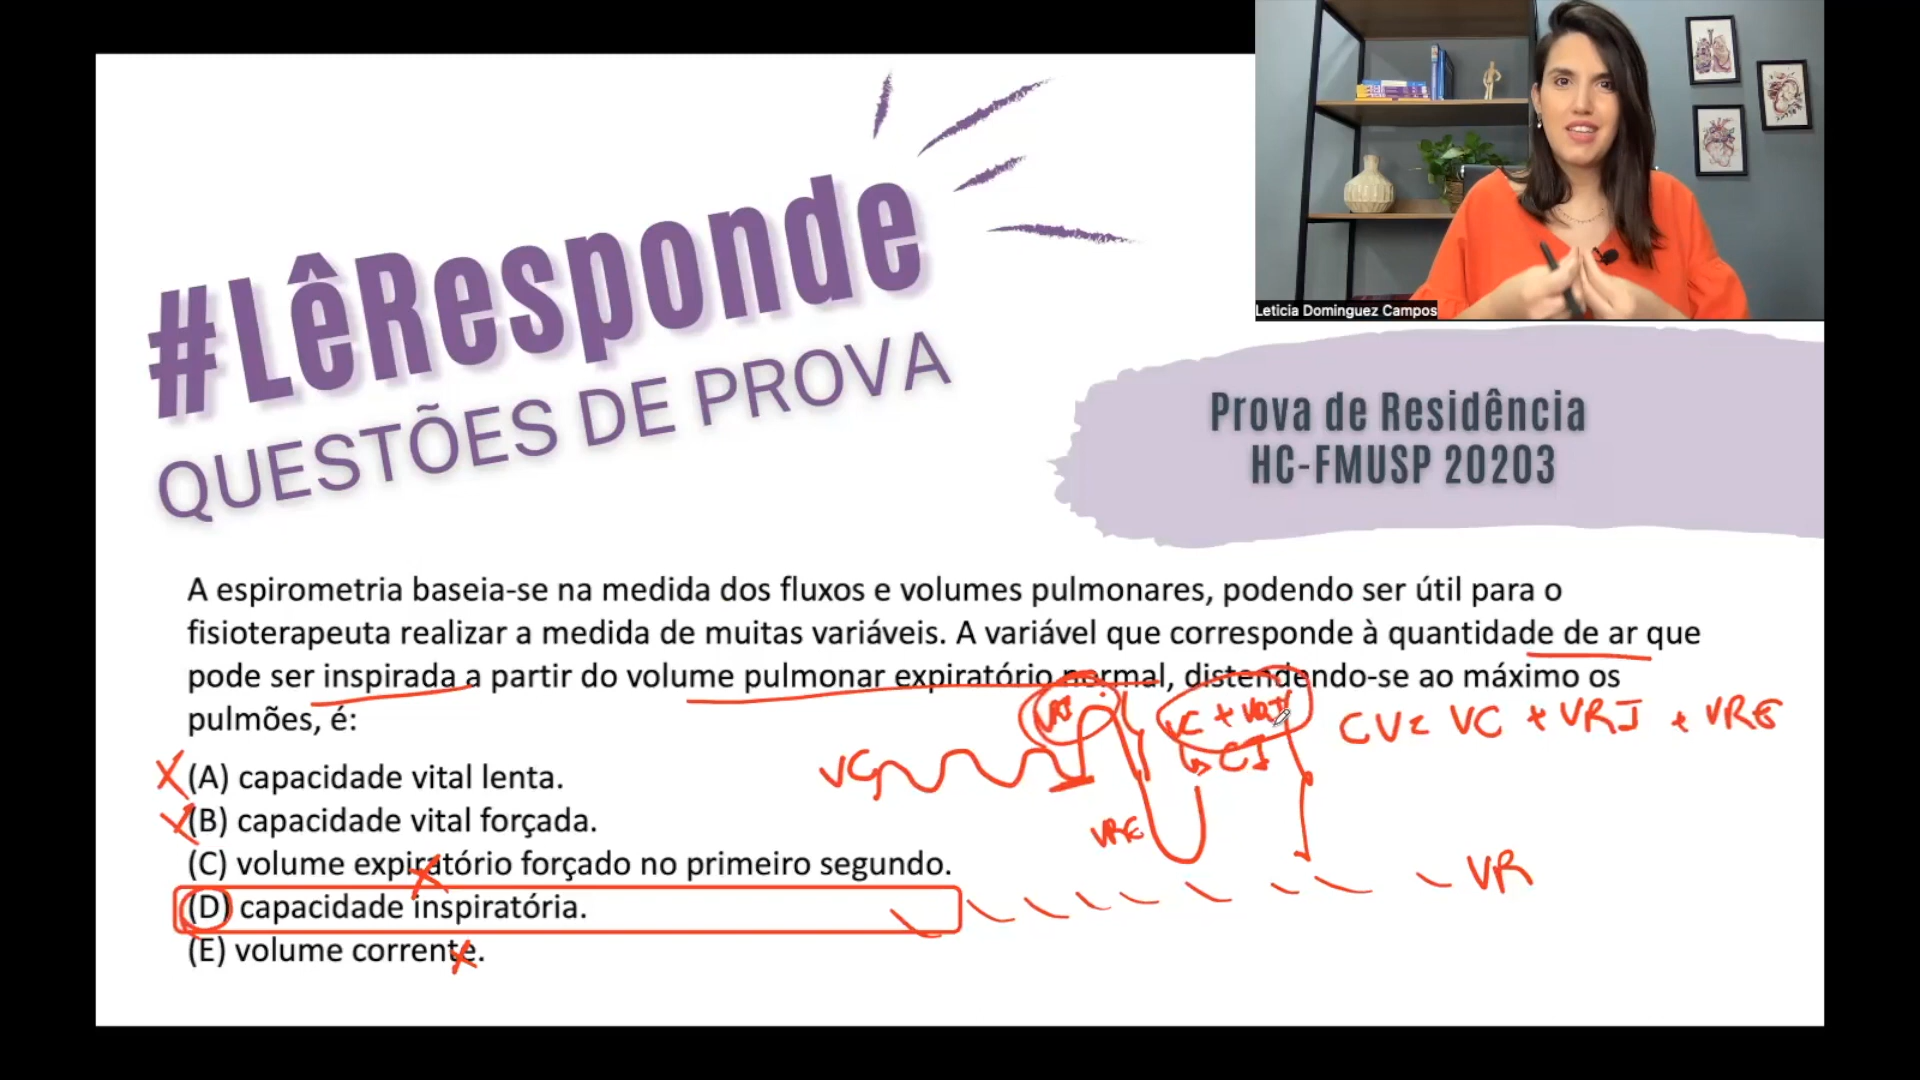 #LêResponde
QUESTÕES DE PROVA
Leticia Dominguez Campos
Prova de Residência
HC-FMUSP 20203
A espirometria baseia-se na medida dos fluxos e volumes pulmonares, podendo ser útil para o
fisioterapeuta realizar a medida de muitas variáveis. A variável que corresponde à quantidade de ar que
pode ser inspirada a partir do volume pulmonar expiratório normal, distendendo-se ao máximo os
pulmões, é:
(A) capacidade vital lenta.
(B) capacidade vital forçada.
(C) volume expiratório forçado no primeiro segundo.
(D) capacidade inspiratória.
(E) volume corrente.
VRI
VC +
CV= VC + VRI + VRE
VC
CI
VRE
VR